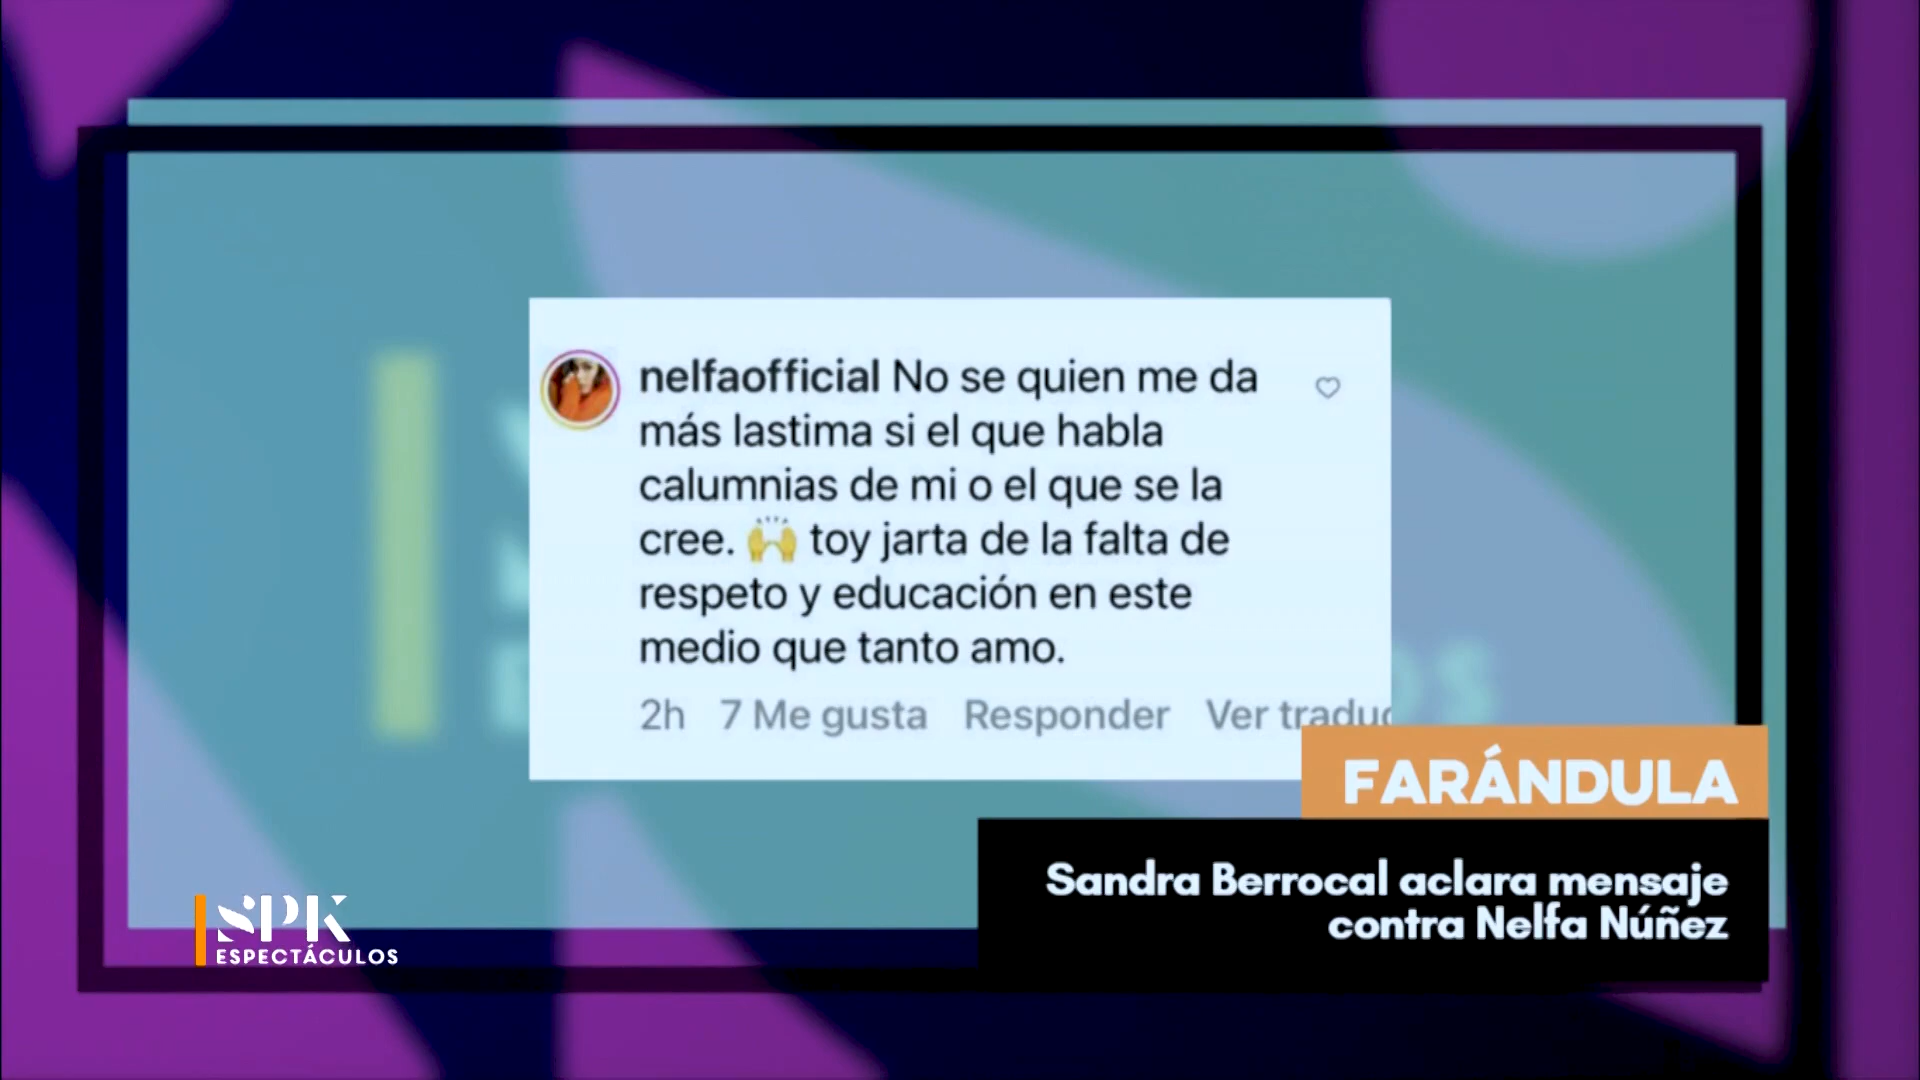 nelfaofficial No se quien me da
más lastima si el que habla
calumnias de mi o el que se la
cree. 🙌 toy jarta de la falta de
respeto y educación en este
medio que tanto amo.
2h 7 Me gusta Responder Ver traduc
FARÁNDULA
Sandra Berrocal aclara mensaje
contra Nelfa Núñez
SPK
ESPECTÁCULOS